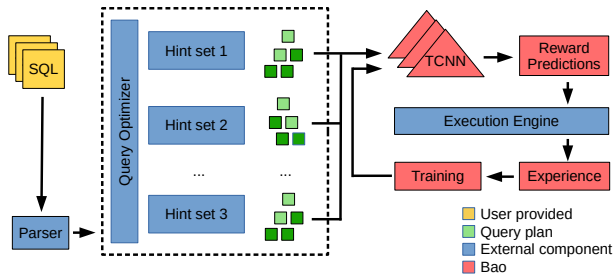 SQL
Parser
Query Optimizer
Hint set 1
Hint set 2
...
...
Hint set 3
TCNN
Reward
Predictions
Execution Engine
Training
Experience
User provided
Query plan
External component
Bao